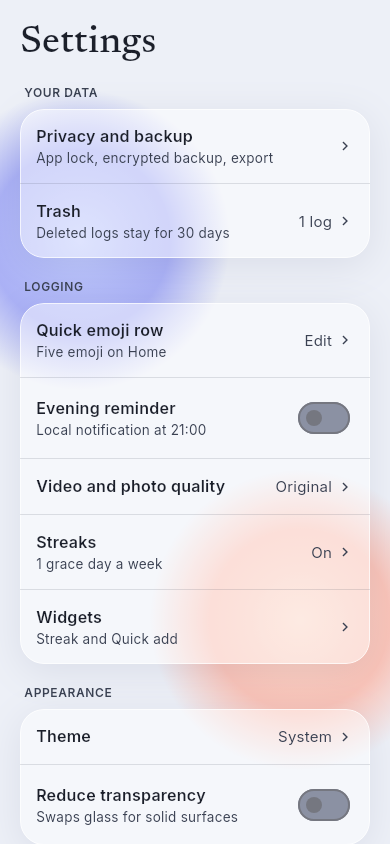 Settings
YOUR DATA
Privacy and backup
App lock, encrypted backup, export
Trash
Deleted logs stay for 30 days
1 log
LOGGING
Quick emoji row
Five emoji on Home
Edit
Evening reminder
Local notification at 21:00
Video and photo quality
Original
Streaks
1 grace day a week
On
Widgets
Streak and Quick add
APPEARANCE
Theme
System
Reduce transparency
Swaps glass for solid surfaces